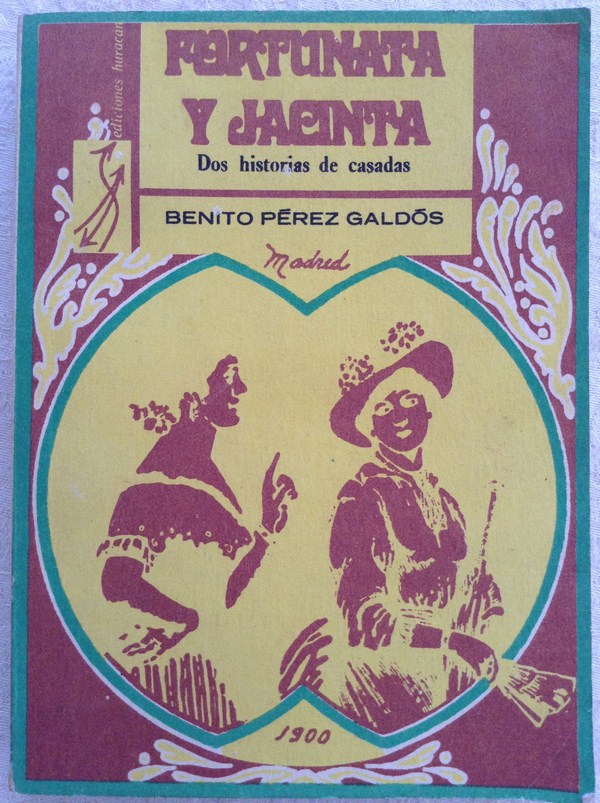 ediciones huracan
FORTUNATA
Y JACINTA
Dos historias de casadas
BENITO PÉREZ GALDÓS
Madrid
1900